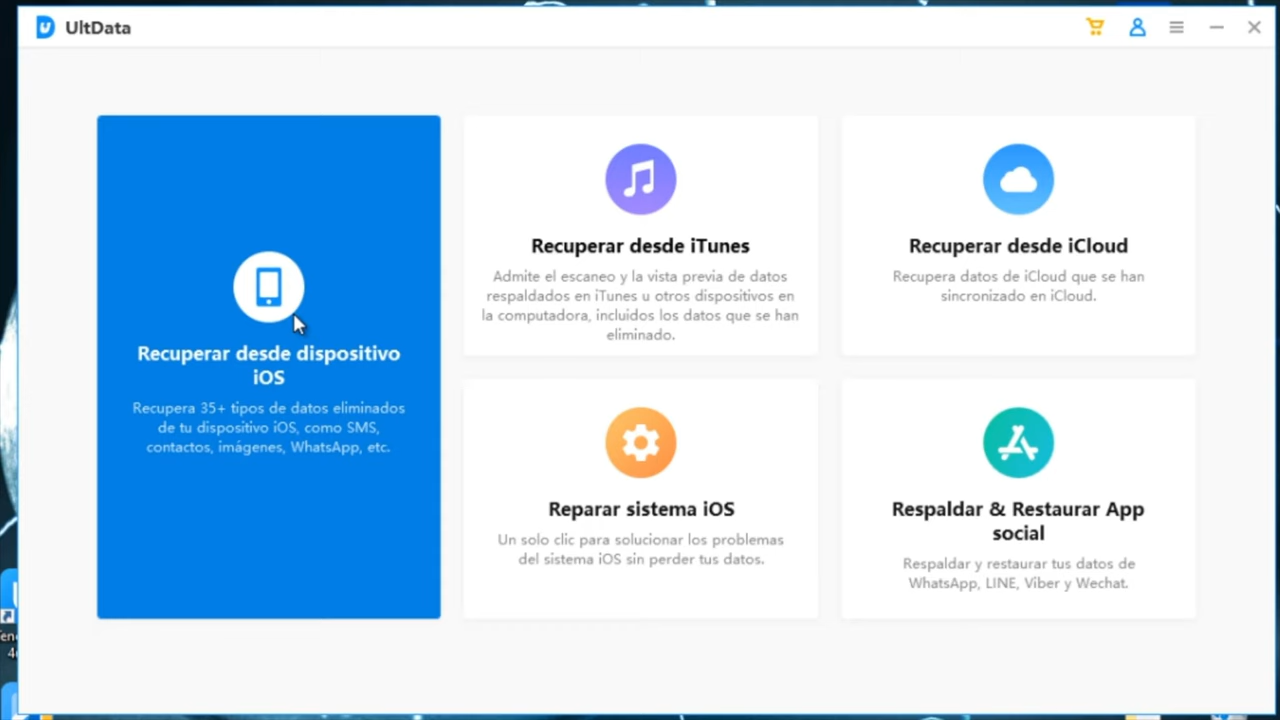 UltData
Recuperar desde dispositivo
iOS
Recupera 35+ tipos de datos eliminados
de tu dispositivo iOS, como SMS,
contactos, imágenes, WhatsApp, etc.
Recuperar desde iTunes
Admite el escaneo y la vista previa de datos
respaldados en iTunes u otros dispositivos en
la computadora, incluidos los datos que se han
eliminado.
Recuperar desde iCloud
Recupera datos de iCloud que se han
sincronizado en iCloud.
Reparar sistema iOS
Un solo clic para solucionar los problemas
del sistema iOS sin perder tus datos.
Respaldar & Restaurar App
social
Respaldar y restaurar tus datos de
WhatsApp, LINE, Viber y Wechat.